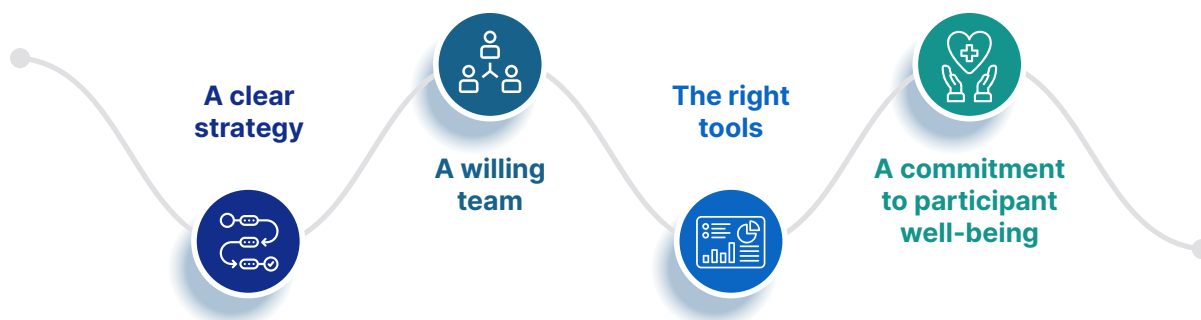 A clear
strategy
A willing
team
The right
tools
A commitment
to participant
well-being